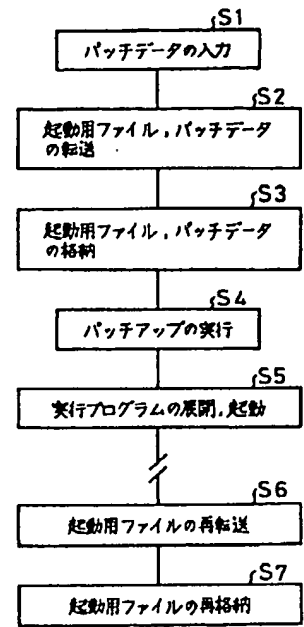 S1
パッチデータの入力
S2
起動用ファイル,パッチデータ
の転送
S3
起動用ファイル,パッチデータ
の格納
S4
パッチアップの実行
S5
実行プログラムの展開,起動
S6
起動用ファイルの再転送
S7
起動用ファイルの再格納